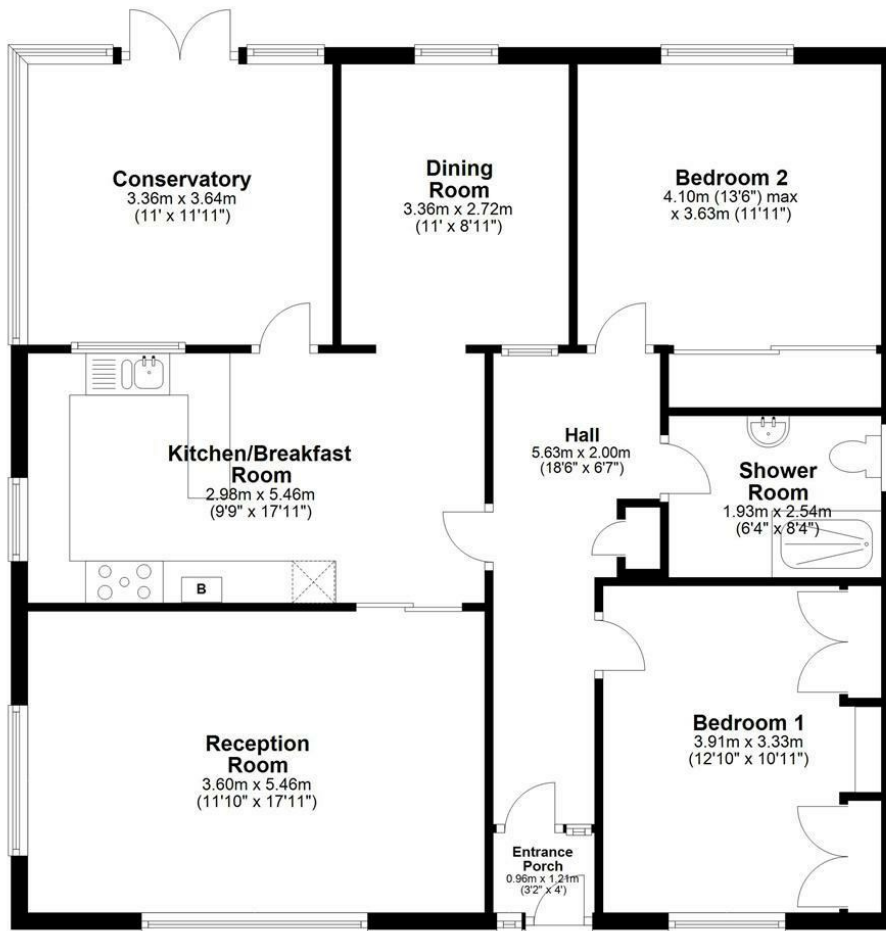 Conservatory
3.36m x 3.64m
(11' x 11'11")
Dining
Room
3.36m x 2.72m
(11' x 8'11")
Bedroom 2
4.10m (13'6") max
x 3.63m (11'11")
Kitchen/Breakfast
Room
2.98m x 5.46m
(9'9" x 17'11")
B
Hall
5.63m x 2.00m
(18'6" x 6'7")
Shower
Room
1.93m x 2.54m
(6'4" x 8'4")
Reception
Room
3.60m x 5.46m
(11'10" x 17'11")
Bedroom 1
3.91m x 3.33m
(12'10" x 10'11")
Entrance
Porch
0.96m x 1.21m
(3'2" x 4')